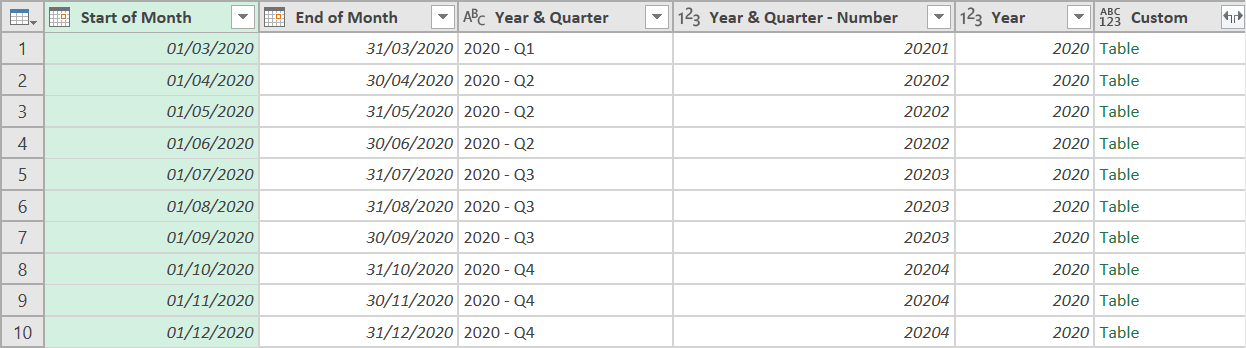 Start of Month End of Month ABC Year & Quarter 123 Year & Quarter - Number 123 Year ABC 123 Custom
1 01/03/2020 31/03/2020 2020 - Q1 20201 2020 Table
2 01/04/2020 30/04/2020 2020 - Q2 20202 2020 Table
3 01/05/2020 31/05/2020 2020 - Q2 20202 2020 Table
4 01/06/2020 30/06/2020 2020 - Q2 20202 2020 Table
5 01/07/2020 31/07/2020 2020 - Q3 20203 2020 Table
6 01/08/2020 31/08/2020 2020 - Q3 20203 2020 Table
7 01/09/2020 30/09/2020 2020 - Q3 20203 2020 Table
8 01/10/2020 31/10/2020 2020 - Q4 20204 2020 Table
9 01/11/2020 30/11/2020 2020 - Q4 20204 2020 Table
10 01/12/2020 31/12/2020 2020 - Q4 20204 2020 Table